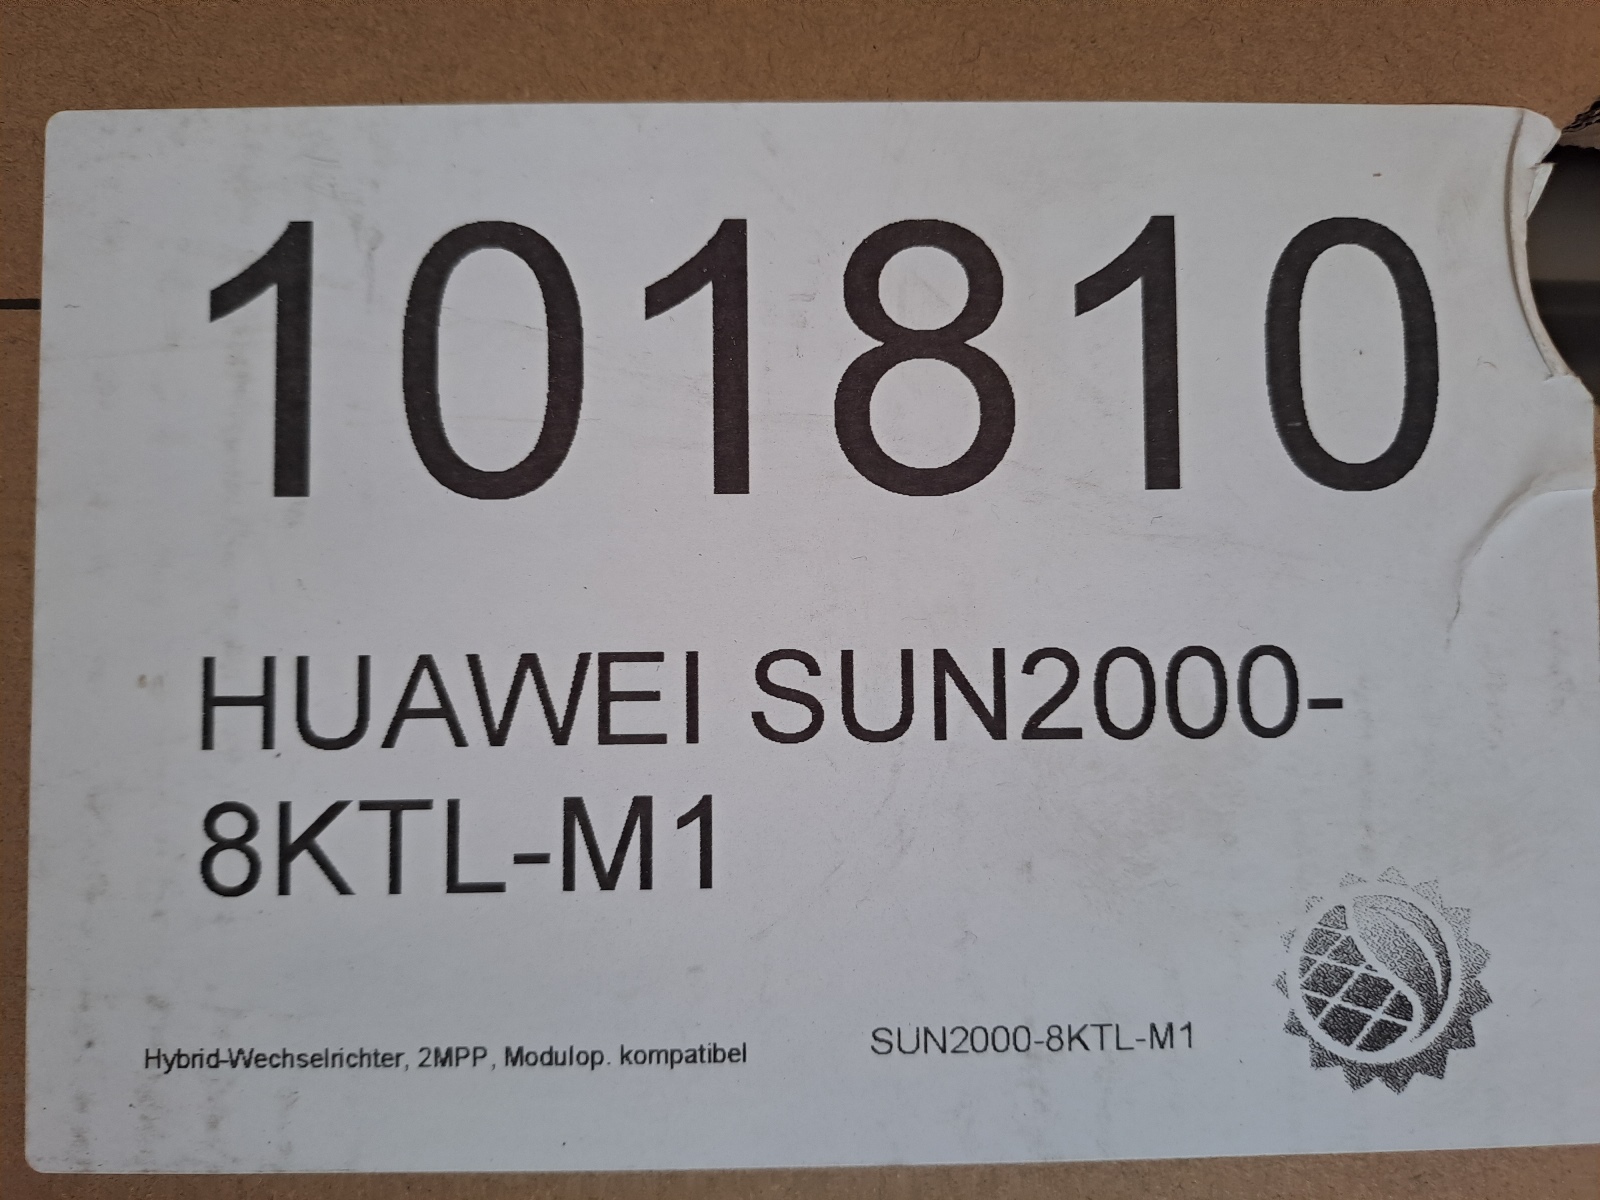 101810
HUAWEI SUN2000-
8KTL-M1
Hybrid-Wechselrichter, 2MPP, Modulop. kompatibel
SUN2000-8KTL-M1